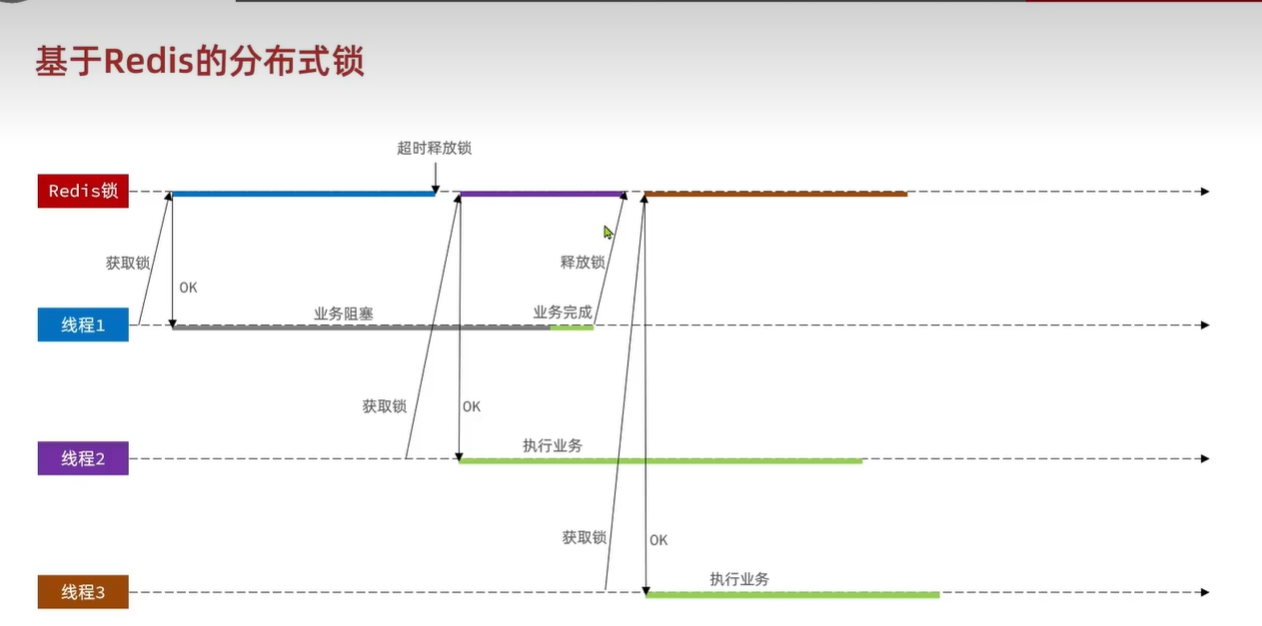 基于Redis的分布式锁
超时释放锁
Redis锁
获取锁
OK
释放锁
线程1
业务阻塞
业务完成
获取锁
OK
线程2
执行业务
获取锁
OK
线程3
执行业务